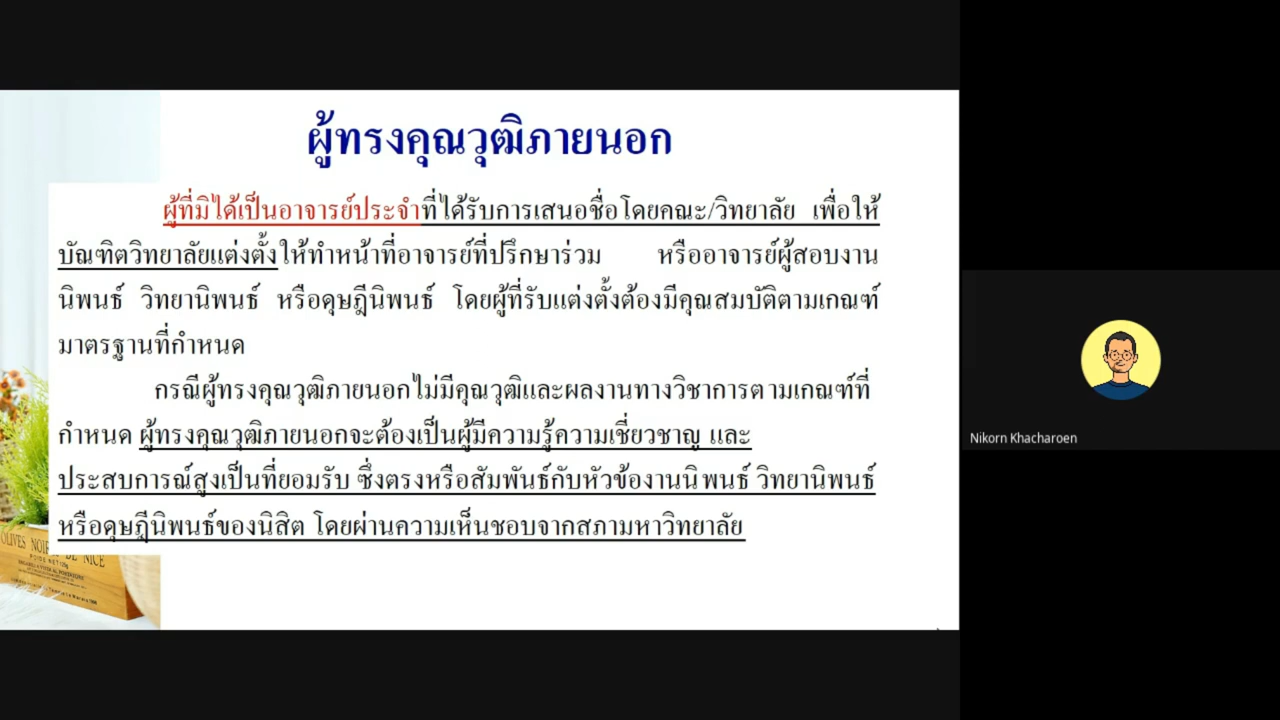 ผู้ทรงคุณวุฒิภายนอก
ผู้ที่มิได้เป็นอาจารย์ประจำที่ได้รับการเสนอชื่อโดยคณะ/วิทยาลัย เพื่อให้
บัณฑิตวิทยาลัยแต่งตั้งให้ทำหน้าที่อาจารย์ที่ปรึกษาร่วม หรืออาจารย์ผู้สอบงาน
นิพนธ์ วิทยานิพนธ์ หรือดุษฎีนิพนธ์ โดยผู้ที่รับแต่งตั้งต้องมีคุณสมบัติตามเกณฑ์
มาตรฐานที่กำหนด
กรณีผู้ทรงคุณวุฒิภายนอกไม่มีคุณวุฒิและผลงานทางวิชาการตามเกณฑ์ที่
กำหนด ผู้ทรงคุณวุฒิภายนอกจะต้องเป็นผู้มีความรู้ความเชี่ยวชาญ และ
ประสบการณ์สูงเป็นที่ยอมรับ ซึ่งตรงหรือสัมพันธ์กับหัวข้องานนิพนธ์ วิทยานิพนธ์
หรือดุษฎีนิพนธ์ของนิสิต โดยผ่านความเห็นชอบจากสภามหาวิทยาลัย
OLIVES NOIR DE NICE
Nikorn Khacharoen